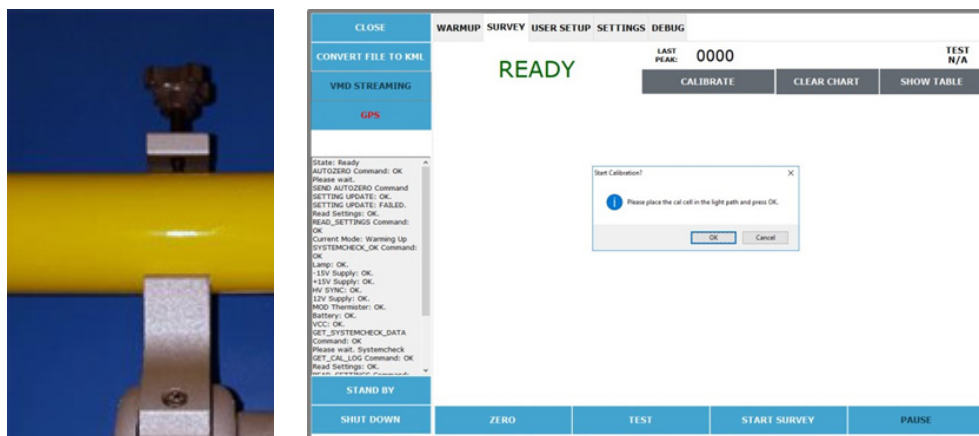 CLOSE
CONVERT FILE TO KML
VMD STREAMING
GPS
State: Ready
AUTOZERO Command: OK
Please wait.
SEND AUTOZERO Command
SETTING UPDATE: OK.
SETTING UPDATE: FAILED.
Read Settings: OK.
READ_SETTINGS Command:
OK
Current Mode: Warming Up
SYSTEMCHECK_OK Command:
OK
Lamp: OK.
-15V Supply: OK.
+15V Supply: OK.
HV SYNC: OK.
12V Supply: OK.
MOD Thermister: OK.
Battery: OK.
VCC: OK.
GET_SYSTEMCHECK_DATA
Command: OK
Please wait. Systemcheck
GET_CAL_LOG Command: OK
Read Settings: OK.
READ_SETTINGS Command:
STAND BY
SHUT DOWN
WARMUP SURVEY USER SETUP SETTINGS DEBUG
READY
LAST
PEAK: 0000
TEST
N/A
CALIBRATE CLEAR CHART SHOW TABLE
Start Calibration?
Please place the cal cell in the light path and press OK.
OK Cancel
ZERO TEST START SURVEY PAUSE